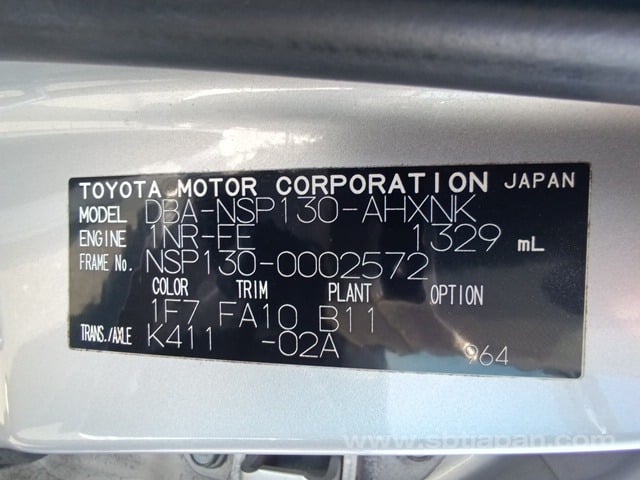 TOYOTA MOTOR CORPORATION JAPAN
MODEL DBA-NSP130-AHXNK
ENGINE 1NR-FE 1329 mL
FRAME No. NSP130-0002572
COLOR TRIM PLANT OPTION
1F7 FA10 B11
TRANS./AXLE K411 -02A
964
www.sbtjapan.com